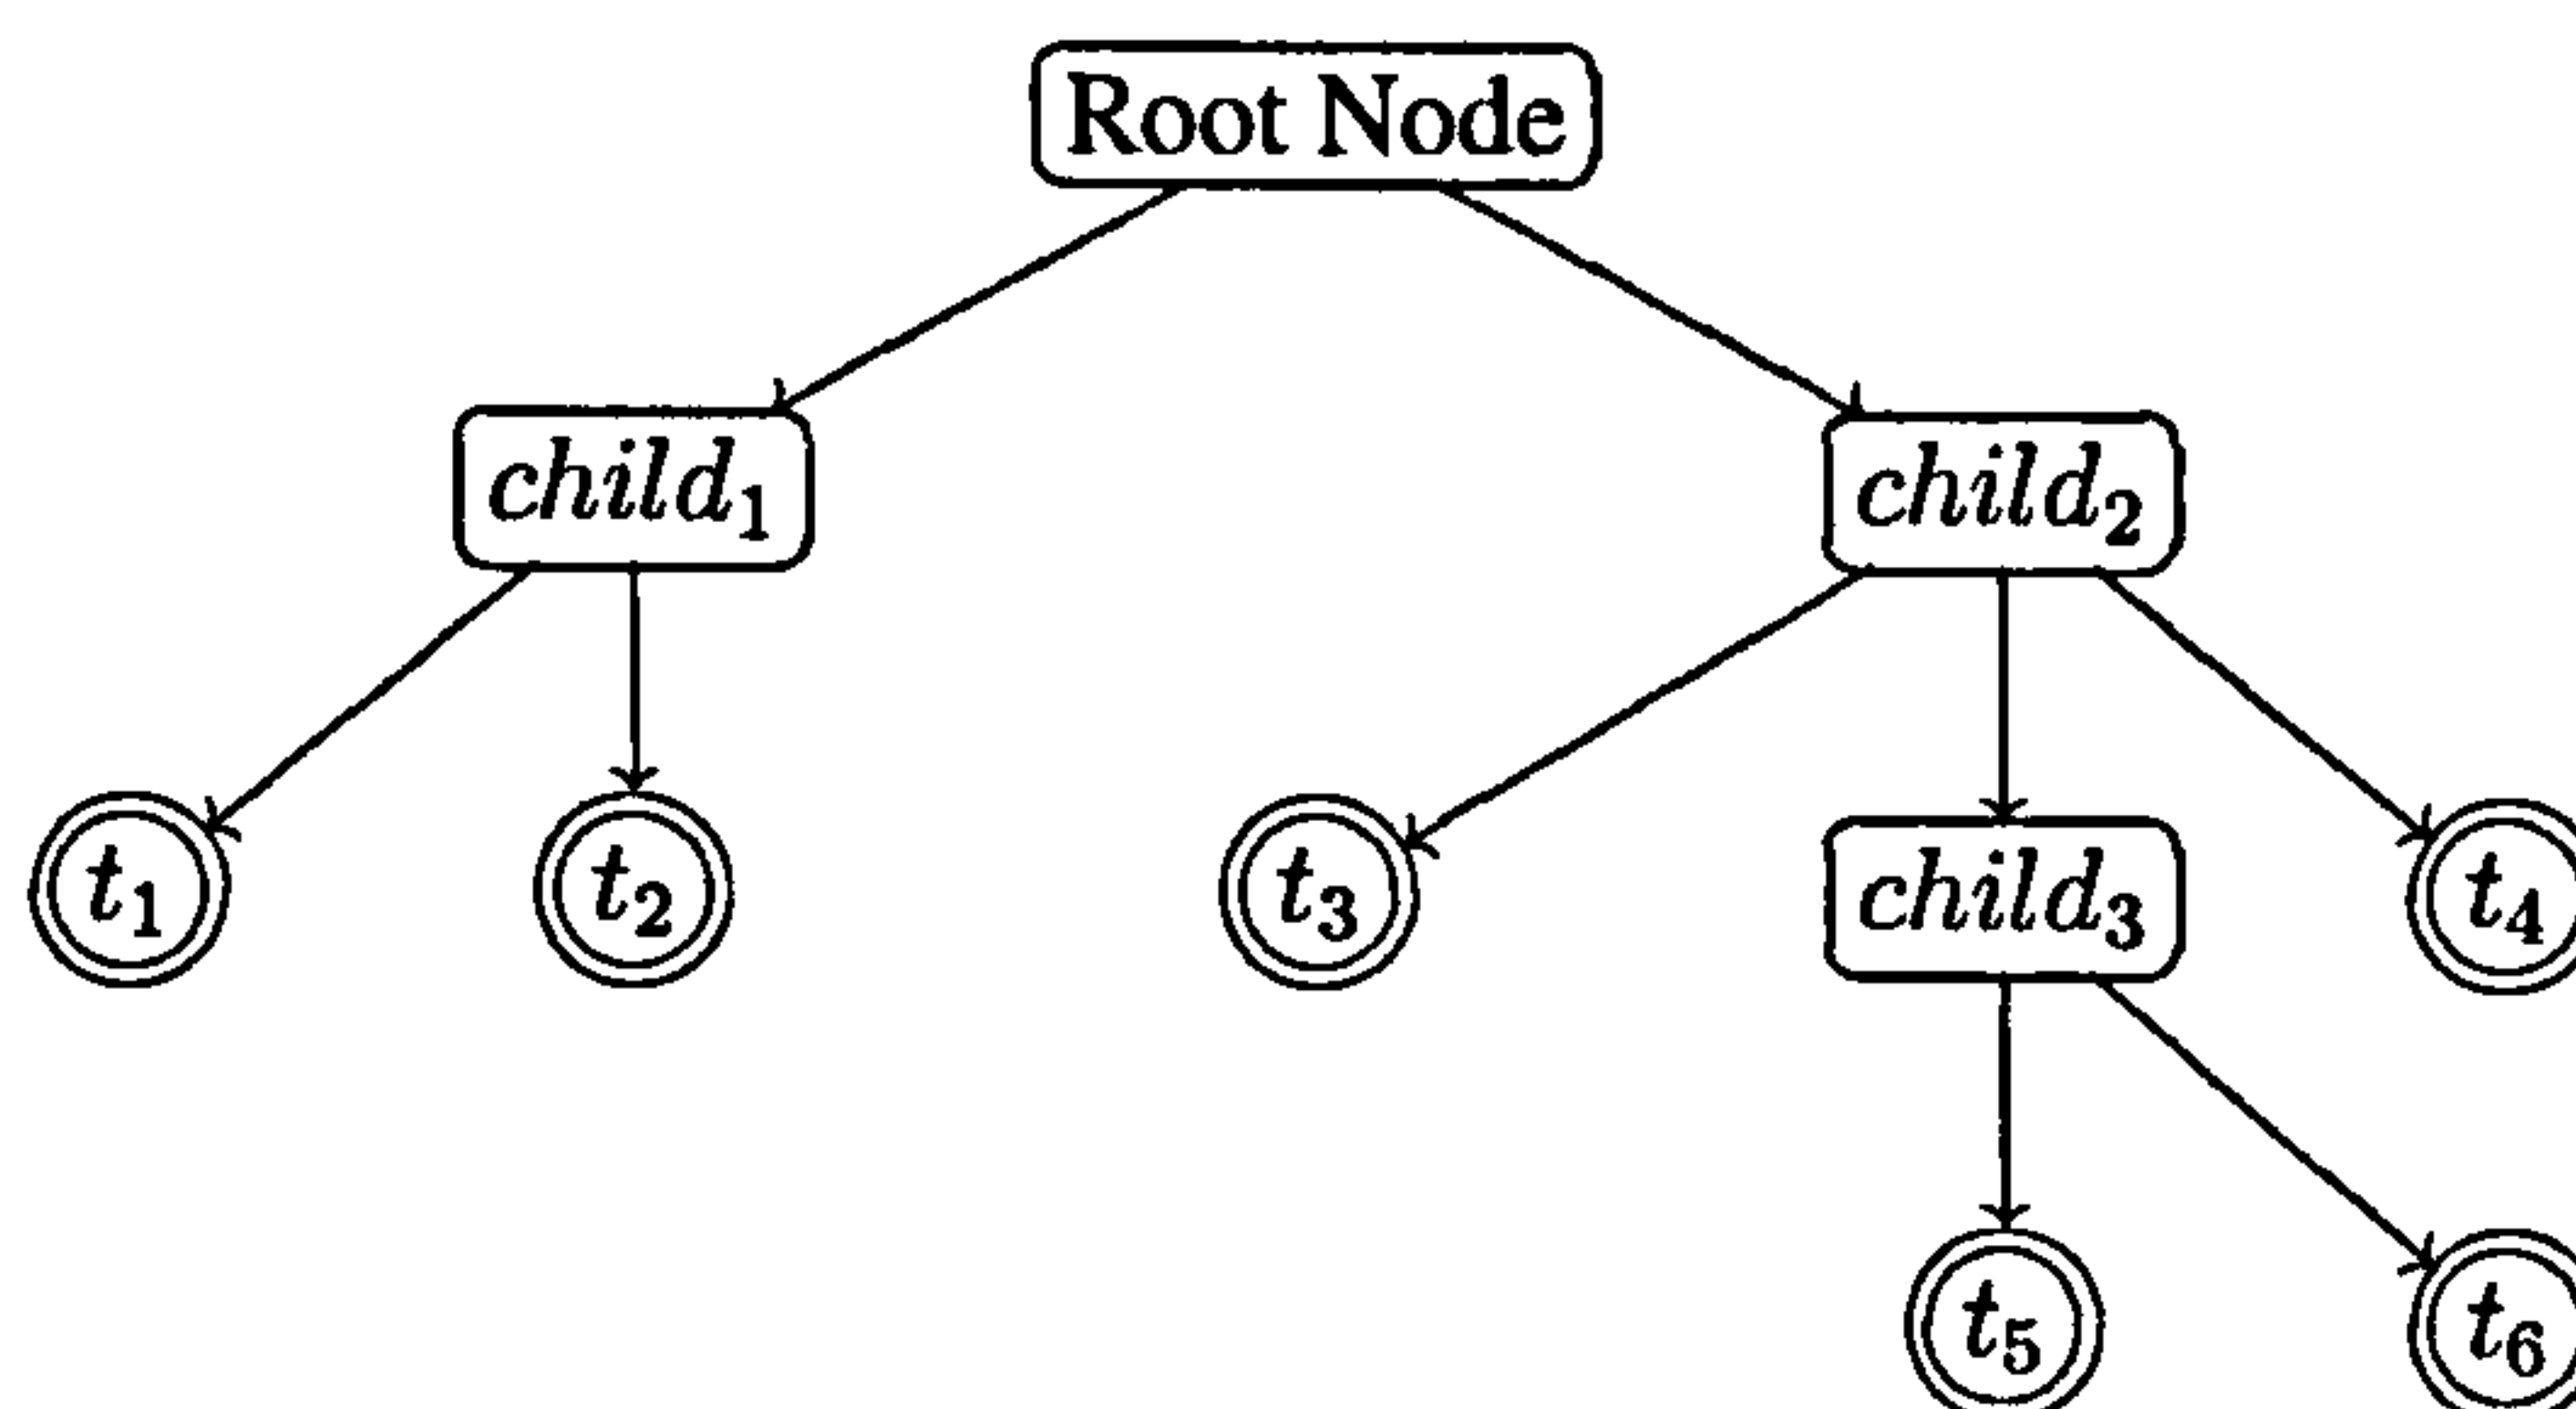 Root Node
child₁ child₂
t₁ t₂ t₃ child₃ t₄
t₅ t₆